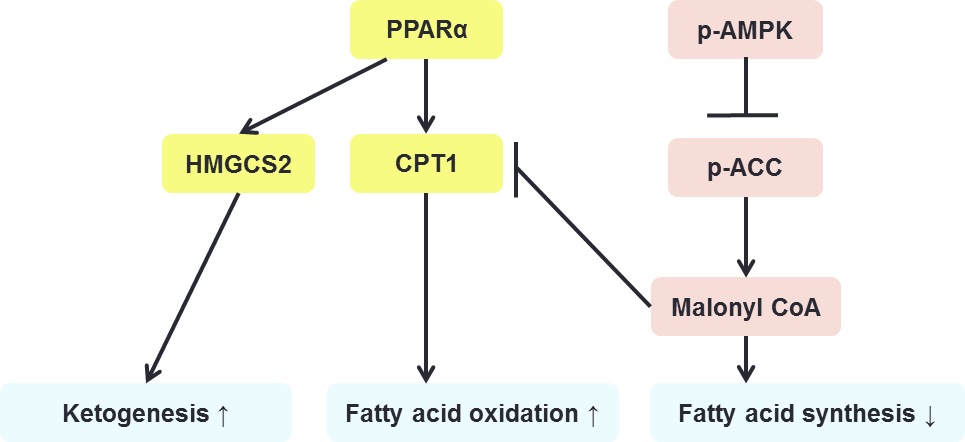 PPARα
p-AMPK
HMGCS2
CPT1
p-ACC
Malonyl CoA
Ketogenesis ↑
Fatty acid oxidation ↑
Fatty acid synthesis ↓